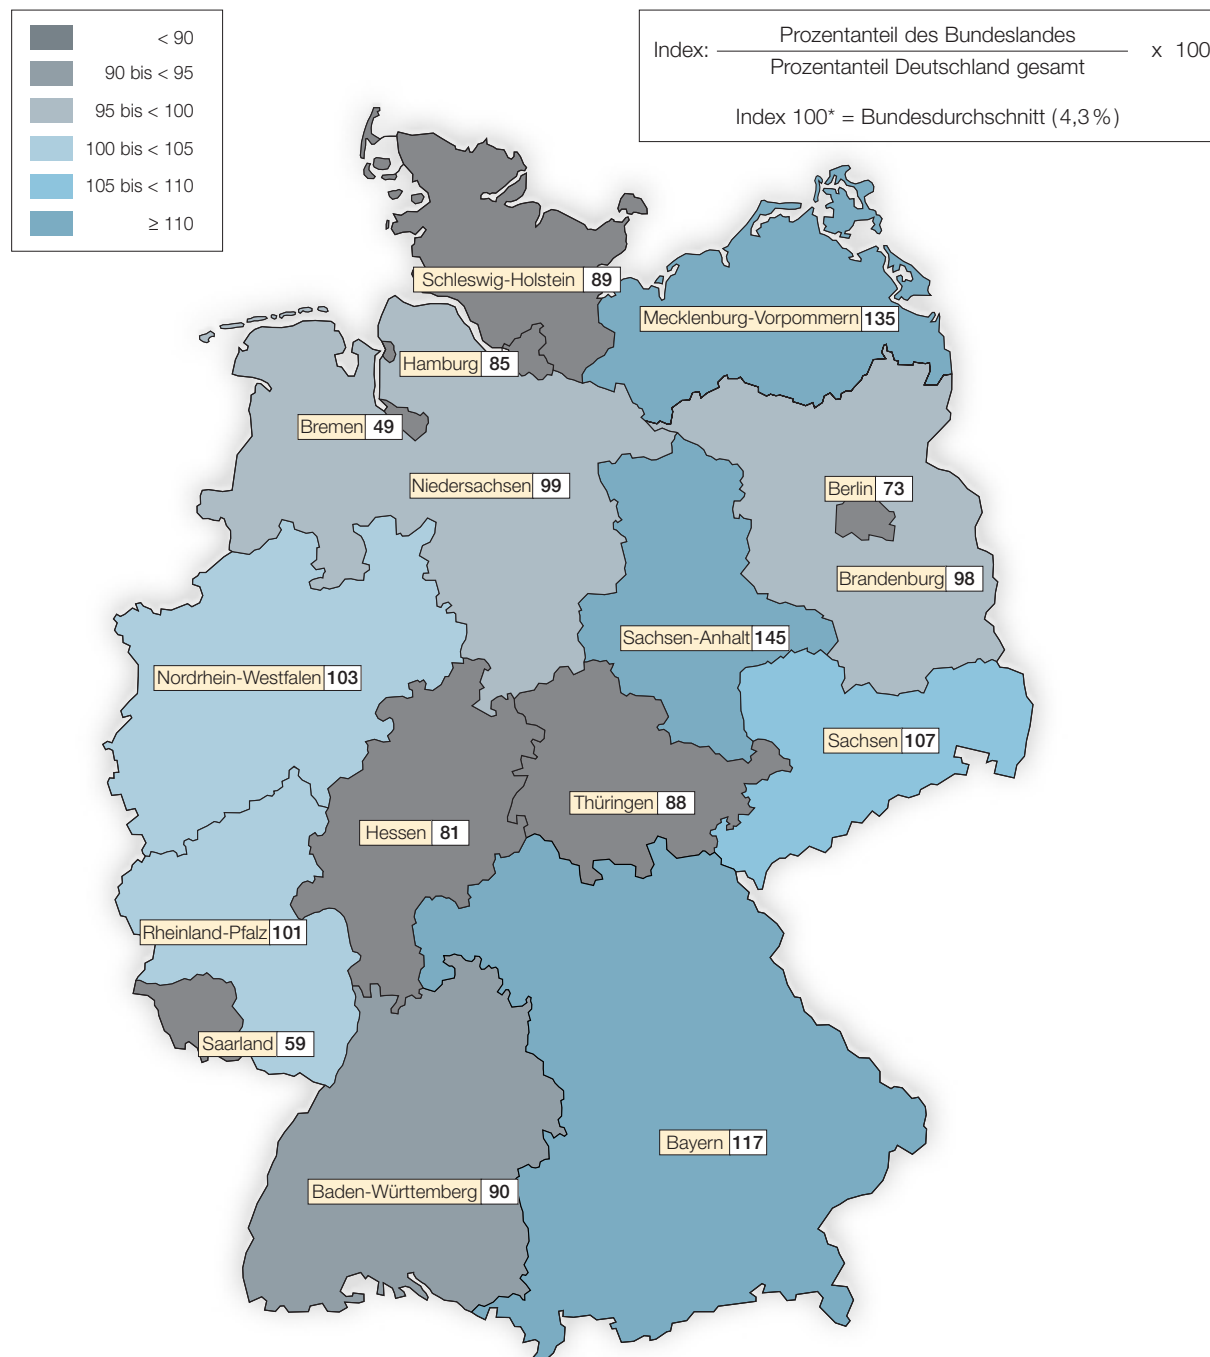 < 90
90 bis < 95
95 bis < 100
100 bis < 105
105 bis < 110
≥ 110
Index: Prozentanteil des Bundeslandes x 100
Prozentanteil Deutschland gesamt
Index 100* = Bundesdurchschnitt (4,3 %)
Schleswig-Holstein 89
Mecklenburg-Vorpommern 135
Hamburg 85
Bremen 49
Niedersachsen 99
Berlin 73
Brandenburg 98
Sachsen-Anhalt 145
Nordrhein-Westfalen 103
Sachsen 107
Thüringen 88
Hessen 81
Rheinland-Pfalz 101
Saarland 59
Bayern 117
Baden-Württemberg 90